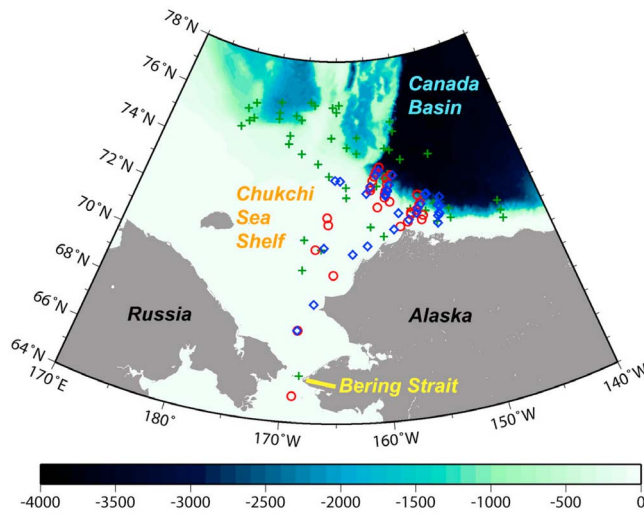 78°N
76°N
74°N
72°N
70°N
68°N
66°N
64°N
Canada
Basin
Chukchi
Sea
Shelf
Russia
Alaska
Bering Strait
170°E
180°
170°W
160°W
150°W
140°W
-4000 -3500 -3000 -2500 -2000 -1500 -1000 -500 0